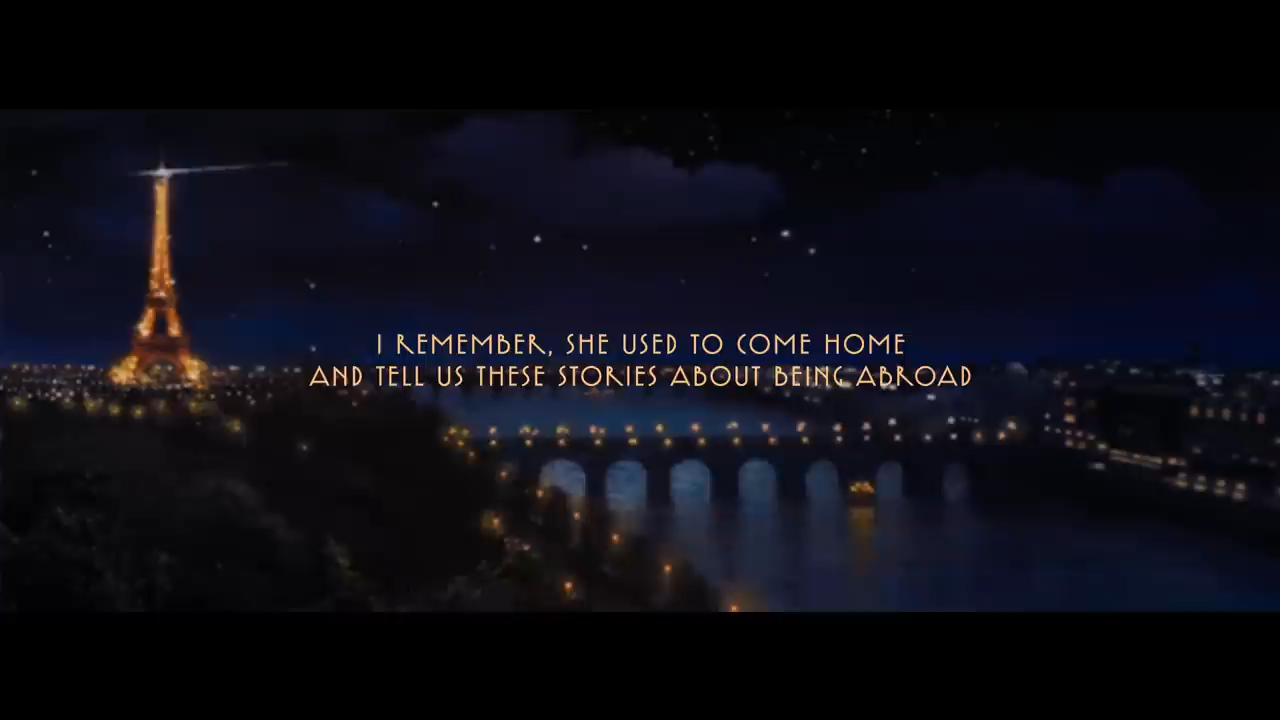 I REMEMBER, SHE USED TO COME HOME
AND TELL US THESE STORIES ABOUT BEING ABROAD